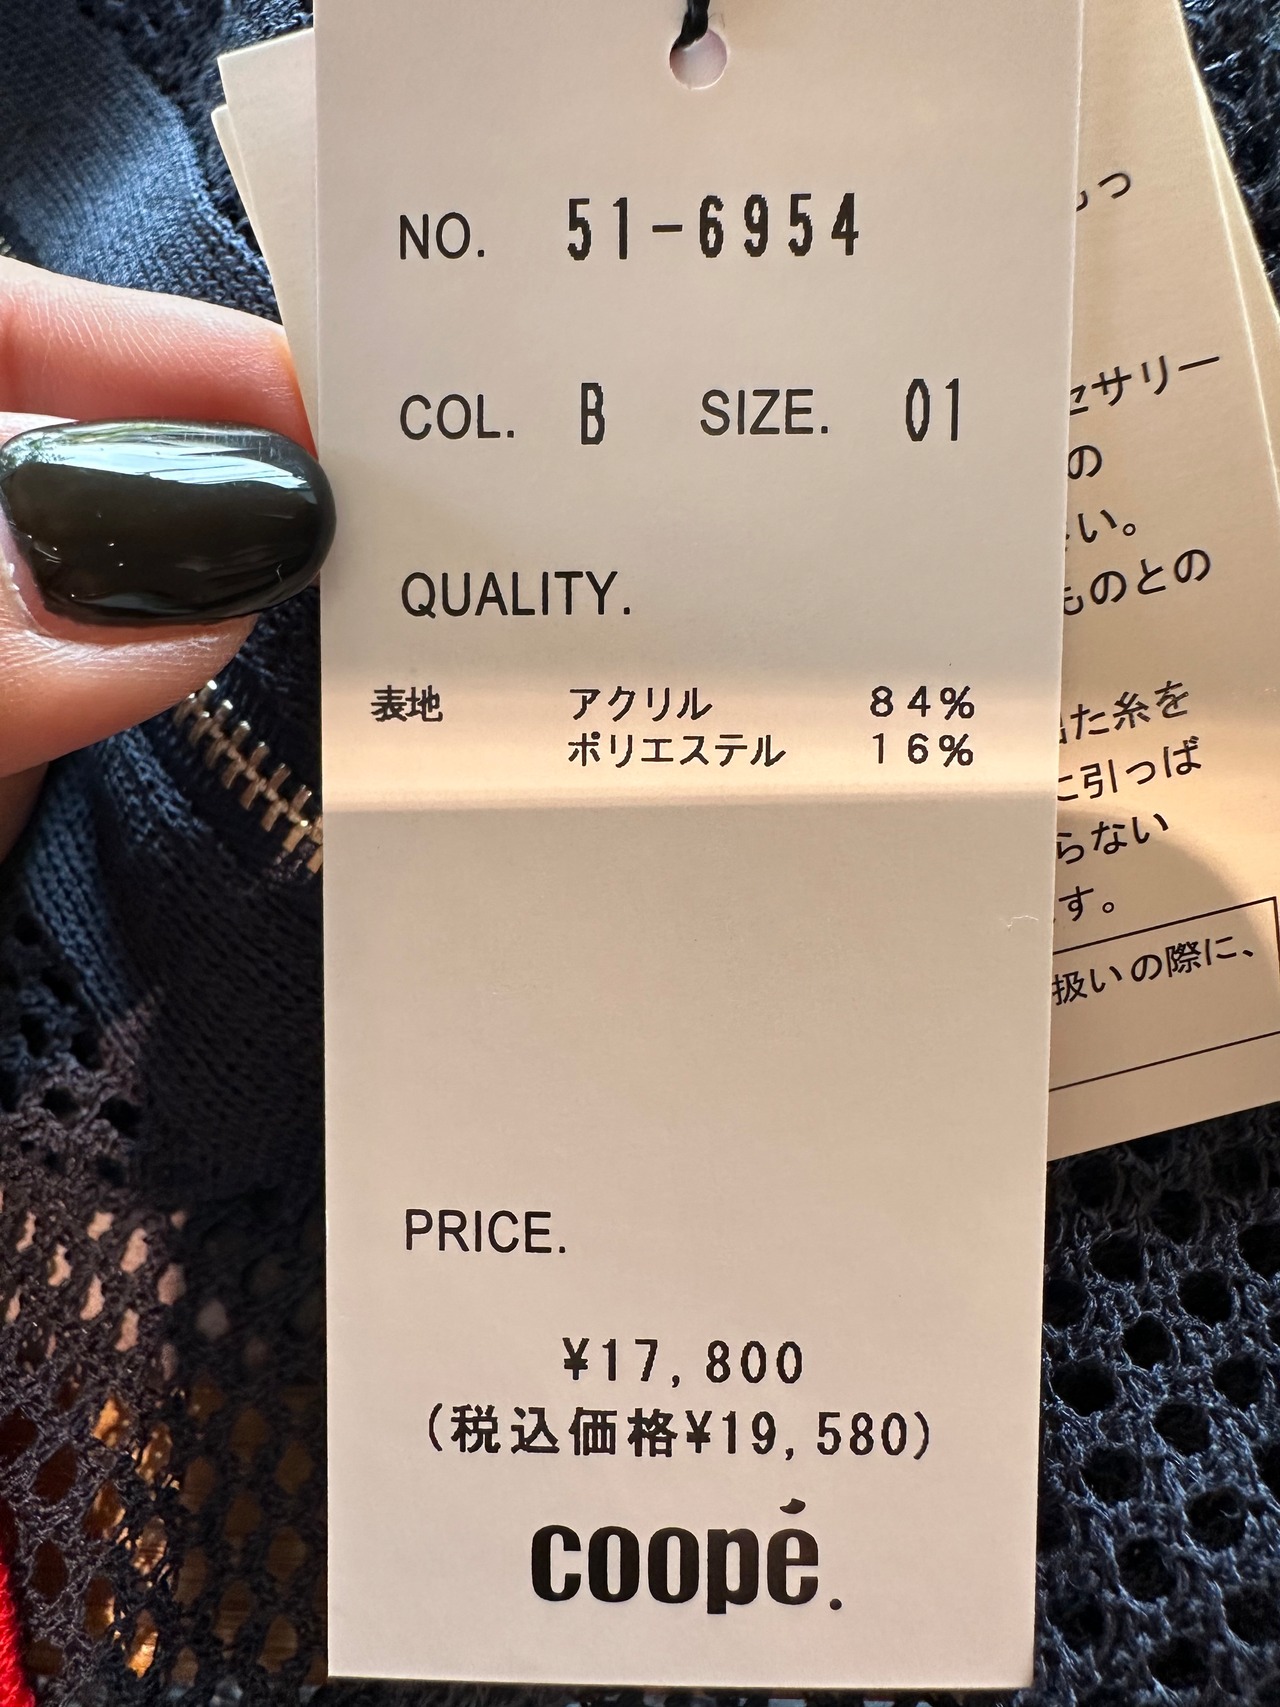 NO. 51-6954
COL. B SIZE. 01
QUALITY.
表地 アクリル 84%
ポリエステル 16%
PRICE.
¥17,800
(税込価格¥19,580)
coopé.
っ
セサリー
の
い。
ものとの
た糸を
に引っぱ
らない
す。
扱いの際に、